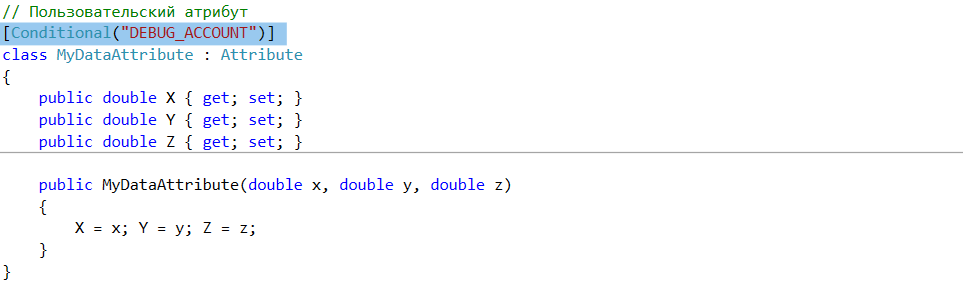 // Пользовательский атрибут
[Conditional("DEBUG_ACCOUNT")]
class MyDataAttribute : Attribute
{
    public double X { get; set; }
    public double Y { get; set; }
    public double Z { get; set; }
    public MyDataAttribute(double x, double y, double z)
    {
        X = x; Y = y; Z = z;
    }
}